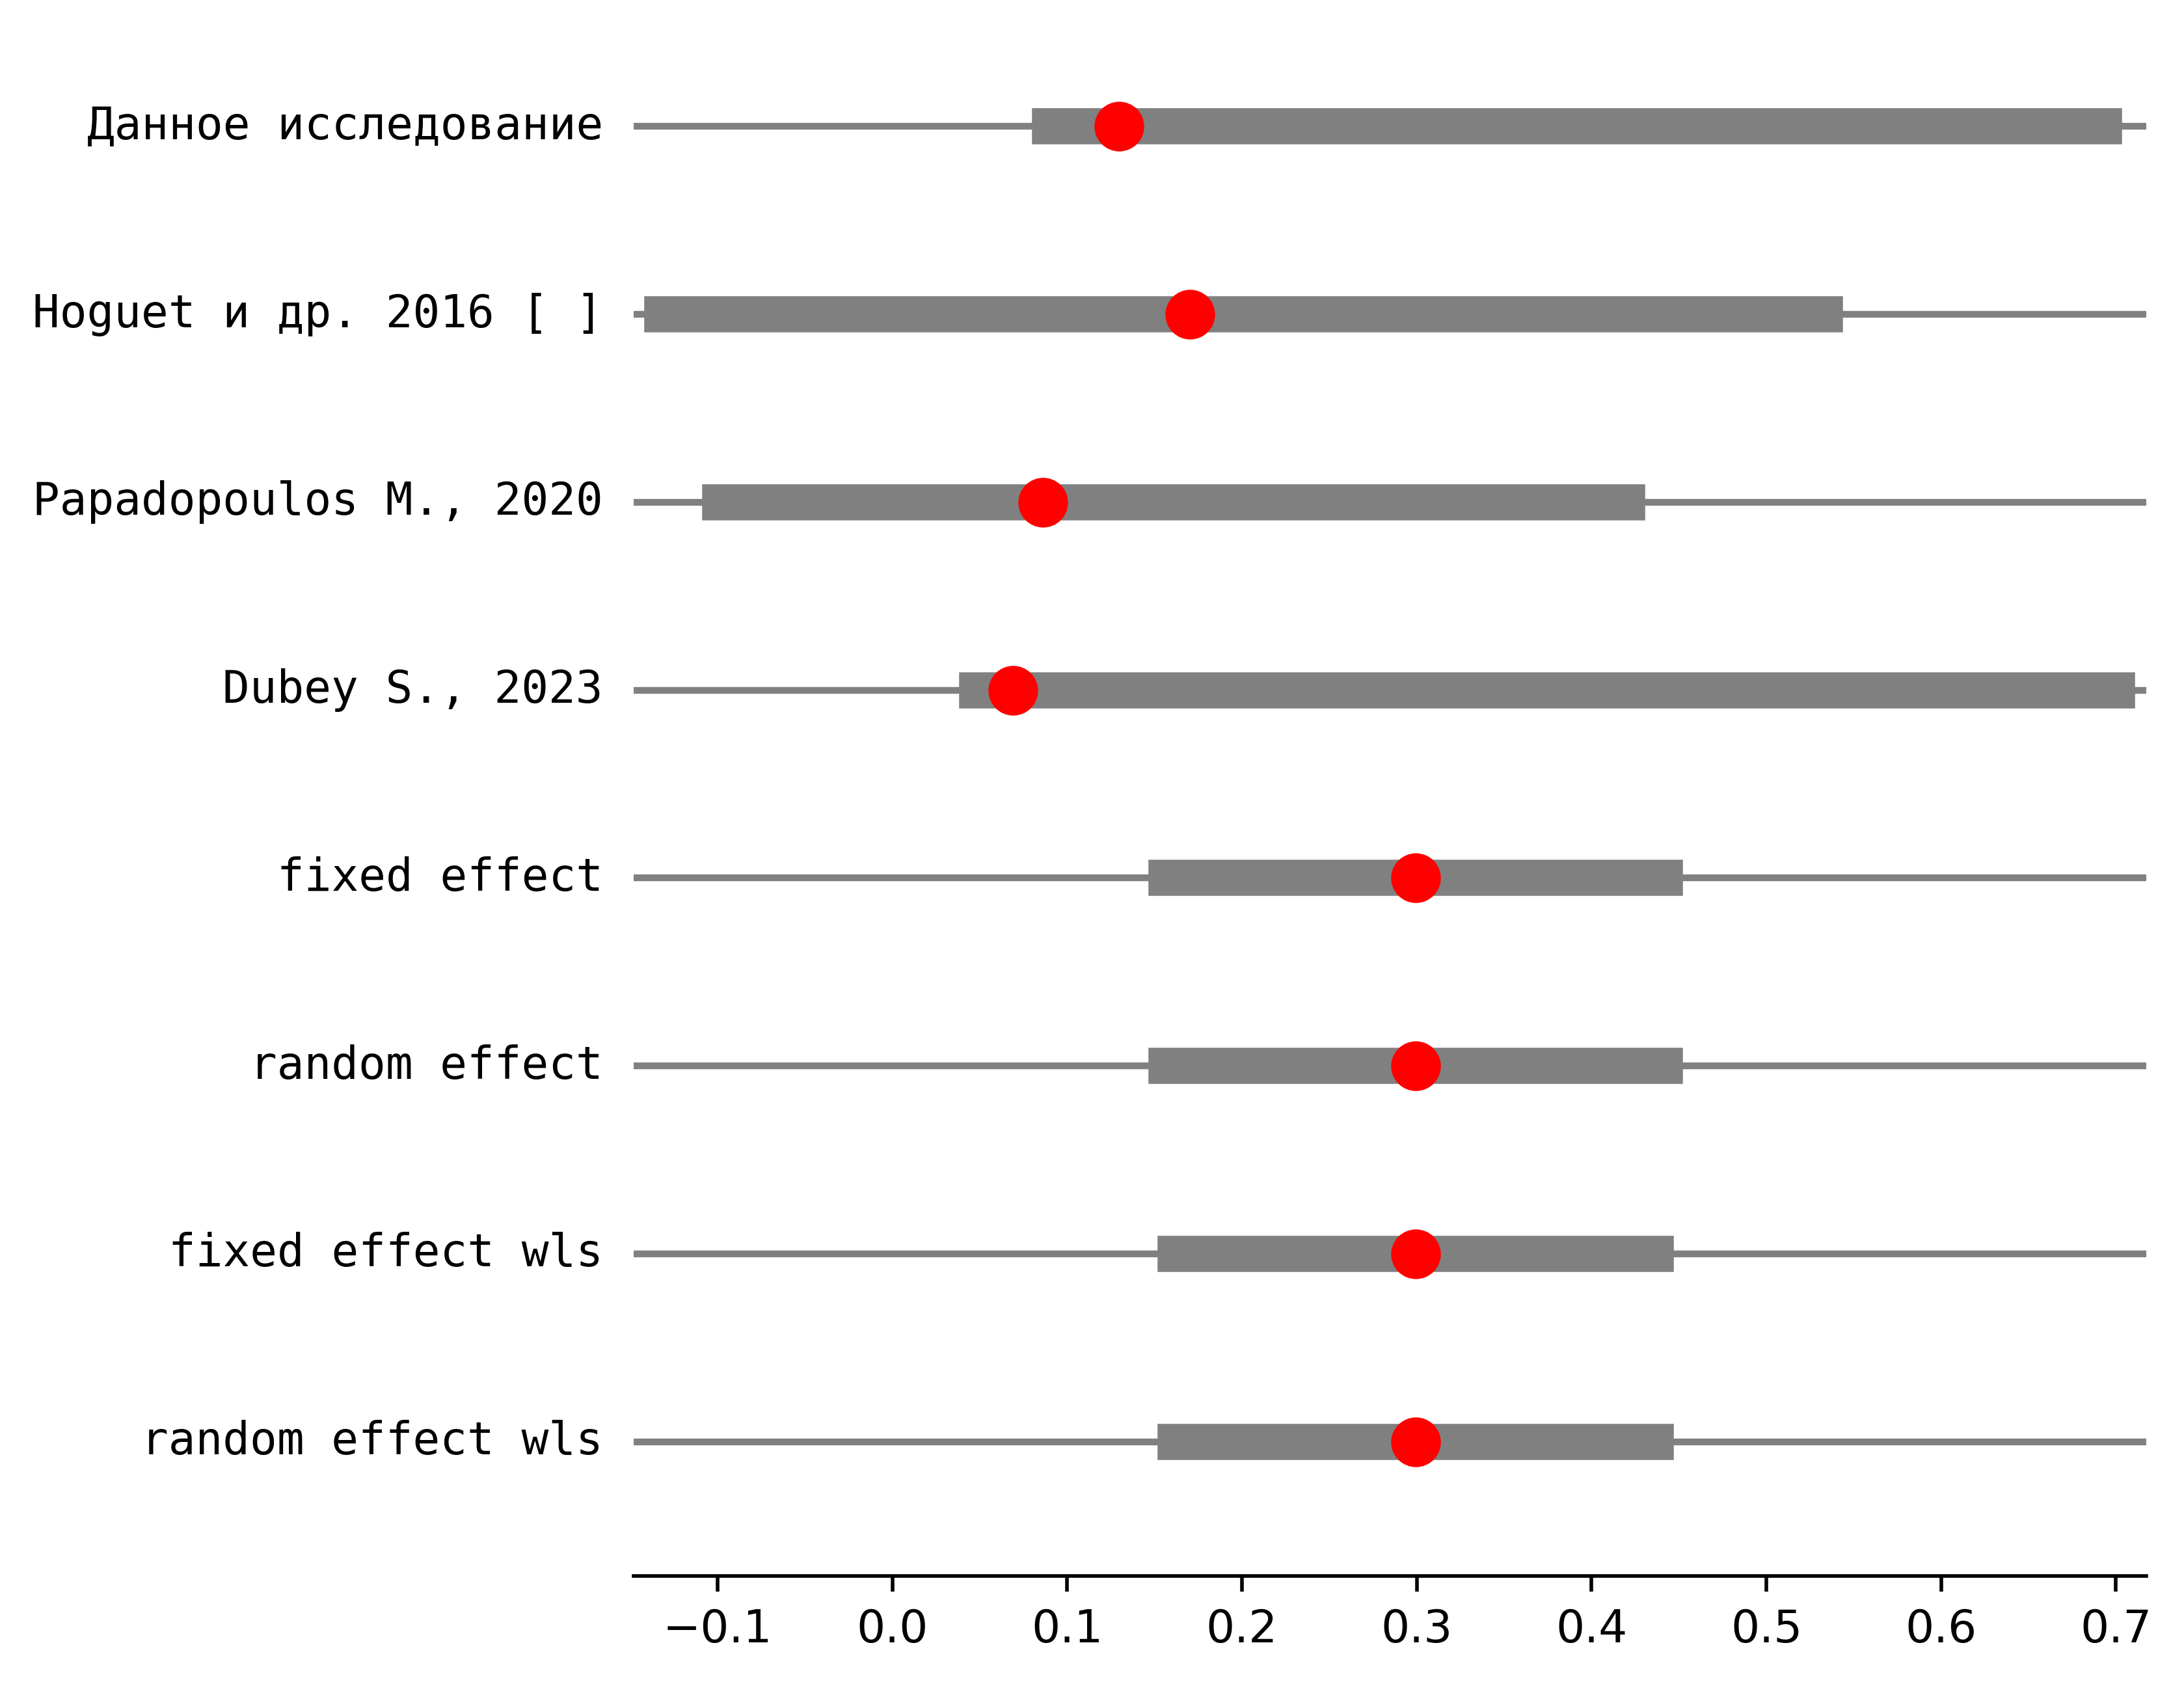 Данное исследование
Hoguet и др. 2016 [ ]
Papadopoulos M., 2020
Dubey S., 2023
fixed effect
random effect
fixed effect wls
random effect wls
−0.1 0.0 0.1 0.2 0.3 0.4 0.5 0.6 0.7